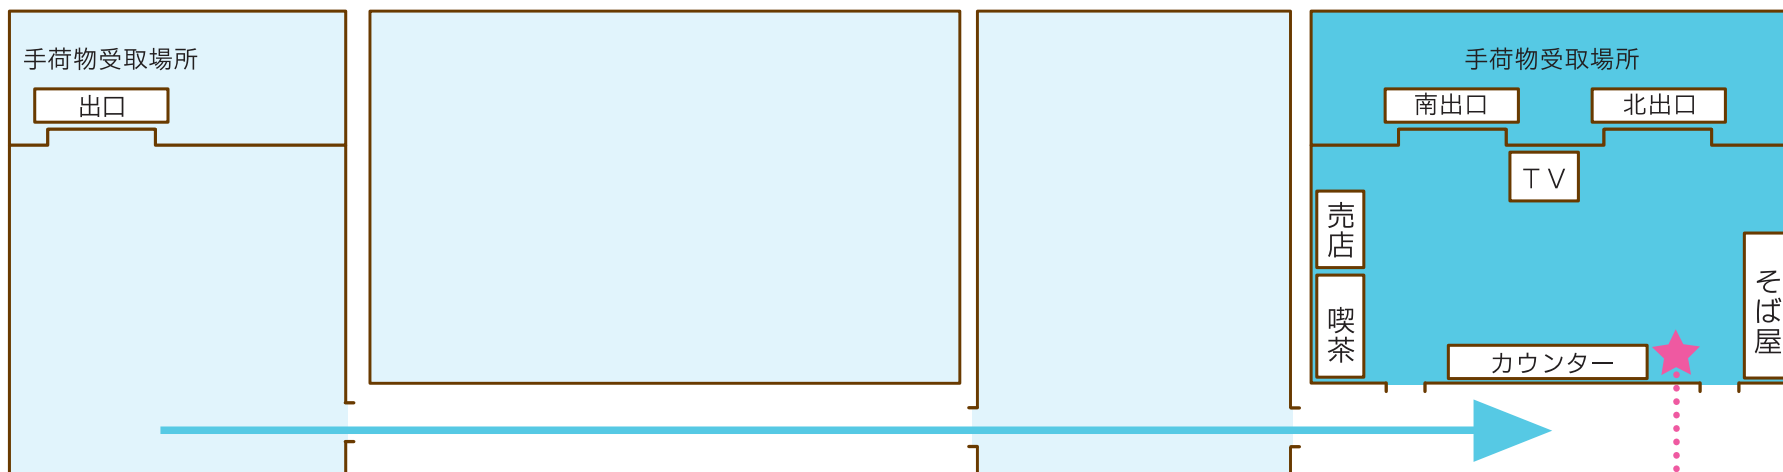 手荷物受取場所
出口
手荷物受取場所
南出口
北出口
TV
売店
喫茶
カウンター
そば屋